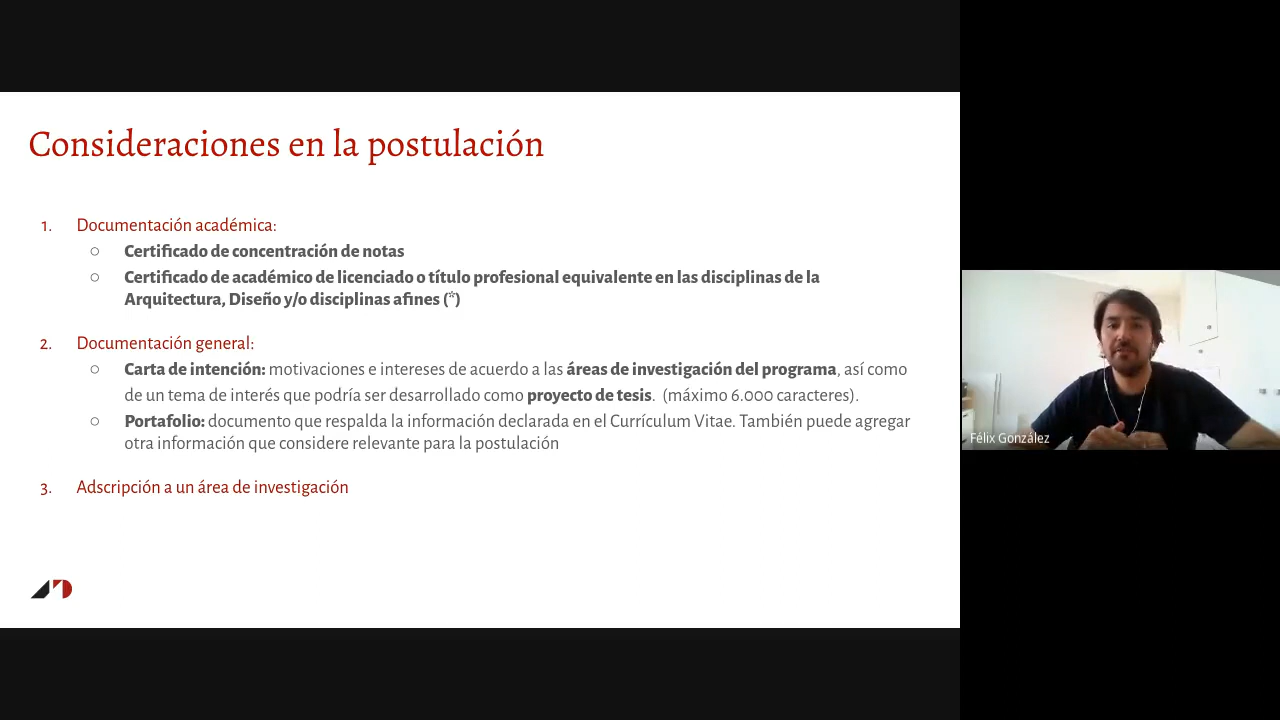 Consideraciones en la postulación
1. Documentación académica:
○ Certificado de concentración de notas
○ Certificado de académico de licenciado o título profesional equivalente en las disciplinas de la
Arquitectura, Diseño y/o disciplinas afines (*)
2. Documentación general:
○ Carta de intención: motivaciones e intereses de acuerdo a las áreas de investigación del programa, así como
de un tema de interés que podría ser desarrollado como proyecto de tesis. (máximo 6.000 caracteres).
○ Portafolio: documento que respalda la información declarada en el Currículum Vitae. También puede agregar
otra información que considere relevante para la postulación
3. Adscripción a un área de investigación
Félix González